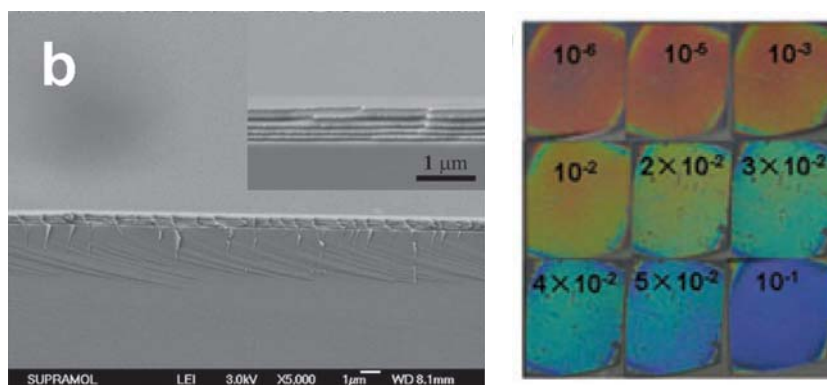 b
1 μm
SUPRAMOL LEI 3.0kV X5,000 1μm WD 8.1mm
10⁻⁶ 10⁻⁵ 10⁻³
10⁻² 2×10⁻² 3×10⁻²
4×10⁻² 5×10⁻² 10⁻¹